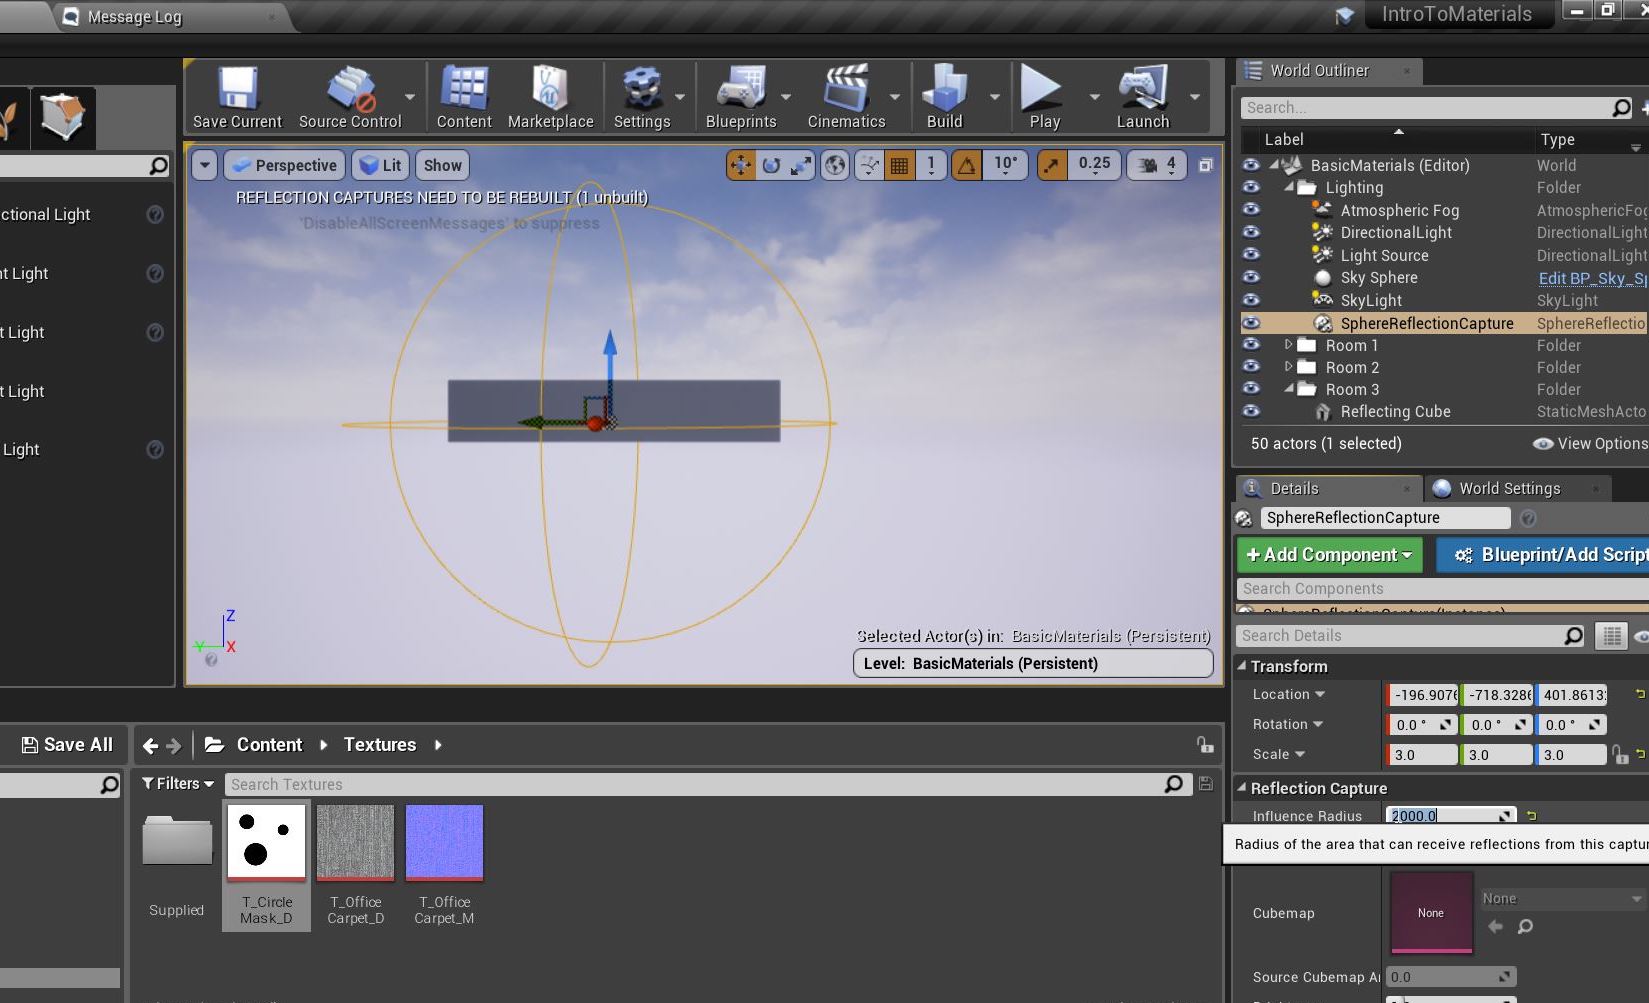 Message Log
IntroToMaterials
Save Current
Source Control
Content
Marketplace
Settings
Blueprints
Cinematics
Build
Play
Launch
World Outliner
Search...
Label
Type
BasicMaterials (Editor)
World
Lighting
Folder
Atmospheric Fog
AtmosphericFog
DirectionalLight
DirectionalLight
Light Source
DirectionalLight
Sky Sphere
Edit BP_Sky_Sp
SkyLight
SkyLight
SphereReflectionCapture
SphereReflectio
Room 1
Folder
Room 2
Folder
Room 3
Folder
Reflecting Cube
StaticMeshActo
50 actors (1 selected)
View Options
ctional Light
nt Light
t Light
t Light
Light
Perspective
Lit
Show
1
10°
0.25
4
REFLECTION CAPTURES NEED TO BE REBUILT (1 unbuilt)
'DisableAllScreenMessages' to suppress
Z
Y
X
Selected Actor(s) in: BasicMaterials (Persistent)
Level: BasicMaterials (Persistent)
Details
World Settings
SphereReflectionCapture
+Add Component
Blueprint/Add Script
Search Components
SphereReflectionCapture(Instance)
Search Details
Transform
Location
-196.9076
-718.3286
401.8613
Rotation
0.0 °
0.0 °
0.0 °
Scale
3.0
3.0
3.0
Reflection Capture
Influence Radius
2000.0
Radius of the area that can receive reflections from this captur
Cubemap
None
None
Source Cubemap A
0.0
Save All
Content
Textures
Filters
Search Textures
Supplied
T_Circle
Mask_D
T_Office
Carpet_D
T_Office
Carpet_M